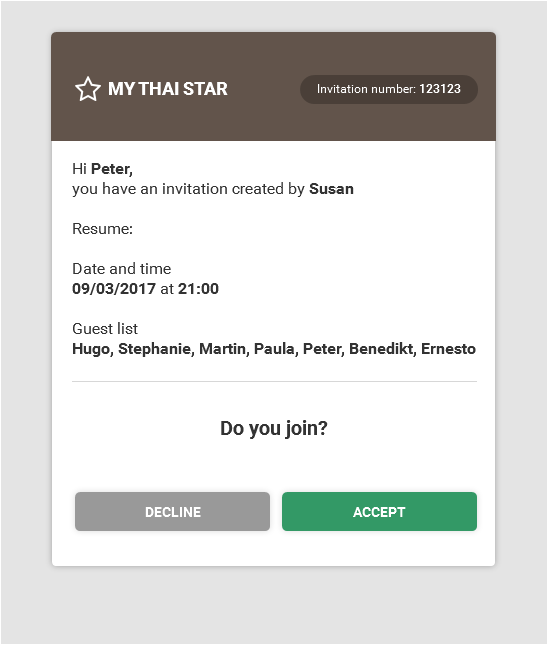 MY THAI STAR
Invitation number: 123123
Hi Peter,
you have an invitation created by Susan
Resume:
Date and time
09/03/2017 at 21:00
Guest list
Hugo, Stephanie, Martin, Paula, Peter, Benedikt, Ernesto
Do you join?
DECLINE
ACCEPT